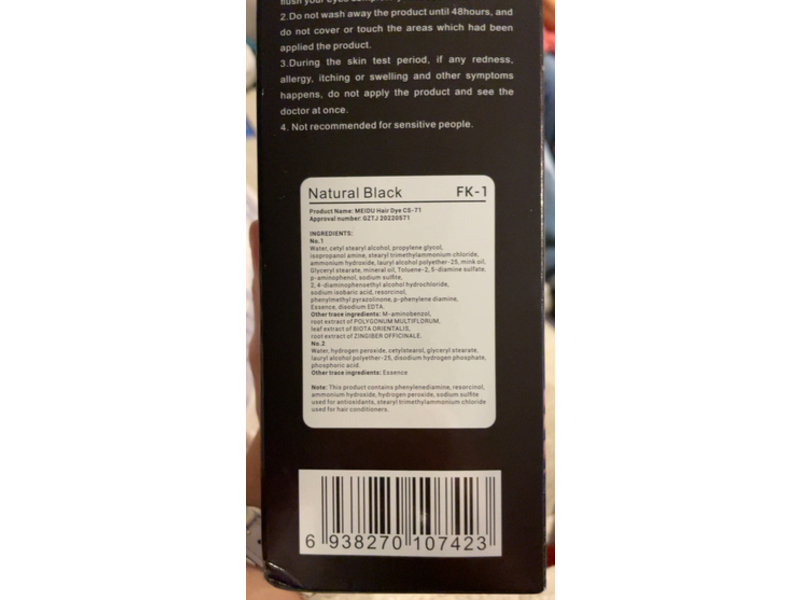 2.Do not wash away the product until 48hours, and
do not cover or touch the areas which had been
applied the product.
3.During the skin test period, if any redness,
allergy, itching or swelling and other symptoms
happens, do not apply the product and see the
doctor at once.
4. Not recommended for sensitive people.
Natural Black FK-1
Product Name: MEIDU Hair Dye CS-71
Approval number: GZTJ 20220571
INGREDIENTS:
No.1
Water, cetyl stearyl alcohol, propylene glycol,
isopropanol amine, stearyl trimethylammonium chloride,
ammonium hydroxide, lauryl alcohol polyether-25, mink oil,
Glyceryl stearate, mineral oil, Toluene-2, 5-diamine sulfate,
p-aminophenol, sodium sulfite,
2, 4-diaminophenoethyl alcohol hydrochloride,
sodium isobaric acid, resorcinol,
phenylmethyl pyrazolinone, p-phenylene diamine,
Essence, disodium EDTA.
Other trace ingredients: M-aminobenzol,
root extract of POLYGONUM MULTIFLORUM,
leaf extract of BIOTA ORIENTALIS,
root extract of ZINGIBER OFFICINALE.
No.2
Water, hydrogen peroxide, cetylstearol, glyceryl stearate,
lauryl alcohol polyether-25, disodium hydrogen phosphate,
phosphoric acid.
Other trace ingredients: Essence
Note: This product contains phenylenediamine, resorcinol,
ammonium hydroxide, hydrogen peroxide, sodium sulfite
used for antioxidants, stearyl trimethylammonium chloride
used for hair conditioners.
6 938270 107423